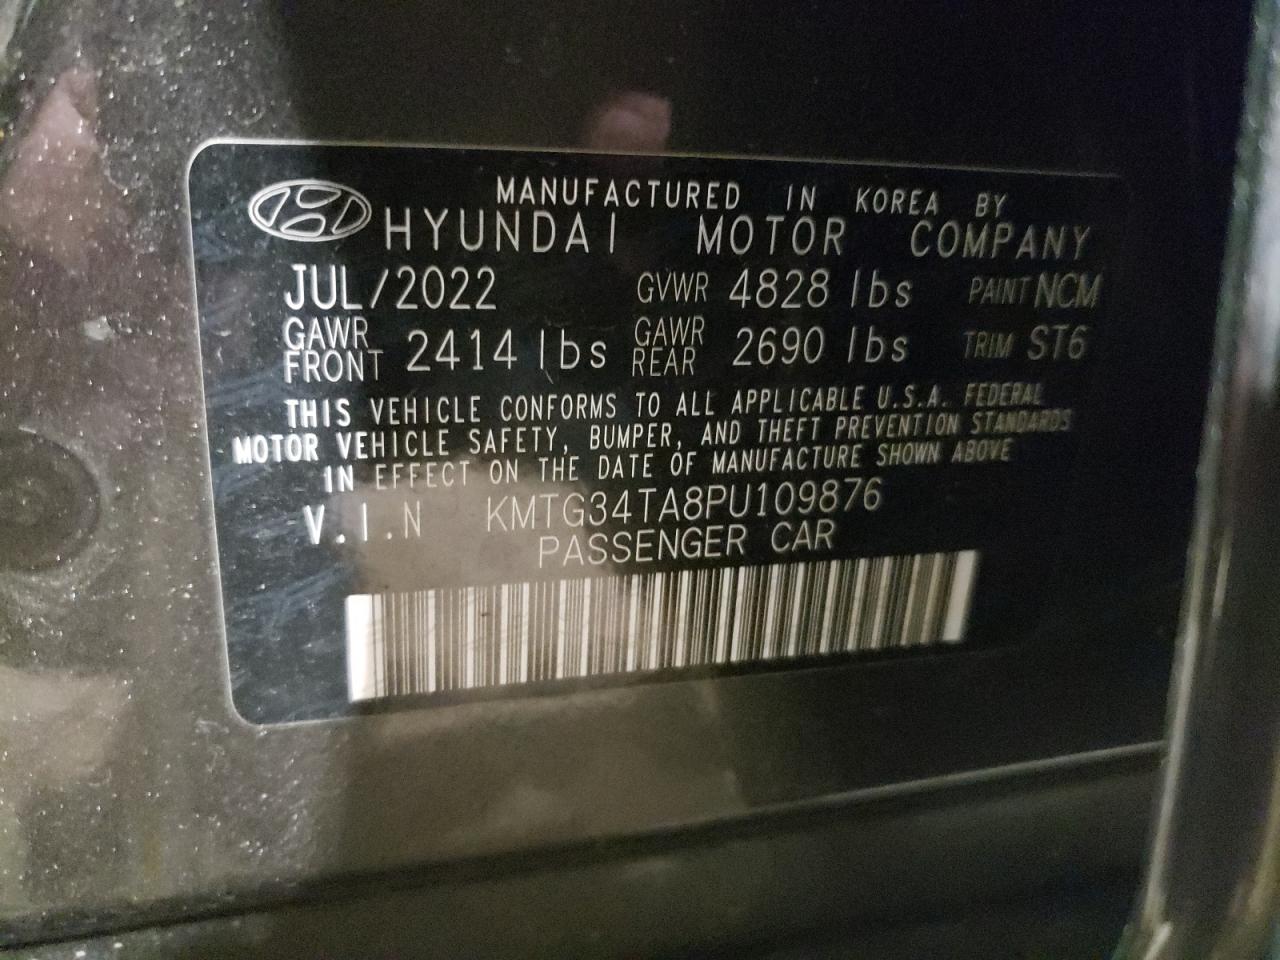 MANUFACTURED IN KOREA BY
HYUNDAI MOTOR COMPANY
JUL/2022 GVWR 4828 lbs PAINT NCM
GAWR FRONT 2414 lbs GAWR REAR 2690 lbs TRIM ST6
THIS VEHICLE CONFORMS TO ALL APPLICABLE U.S.A. FEDERAL
MOTOR VEHICLE SAFETY, BUMPER, AND THEFT PREVENTION STANDARDS
IN EFFECT ON THE DATE OF MANUFACTURE SHOWN ABOVE
V.I.N KMTG34TA8PU109876
PASSENGER CAR